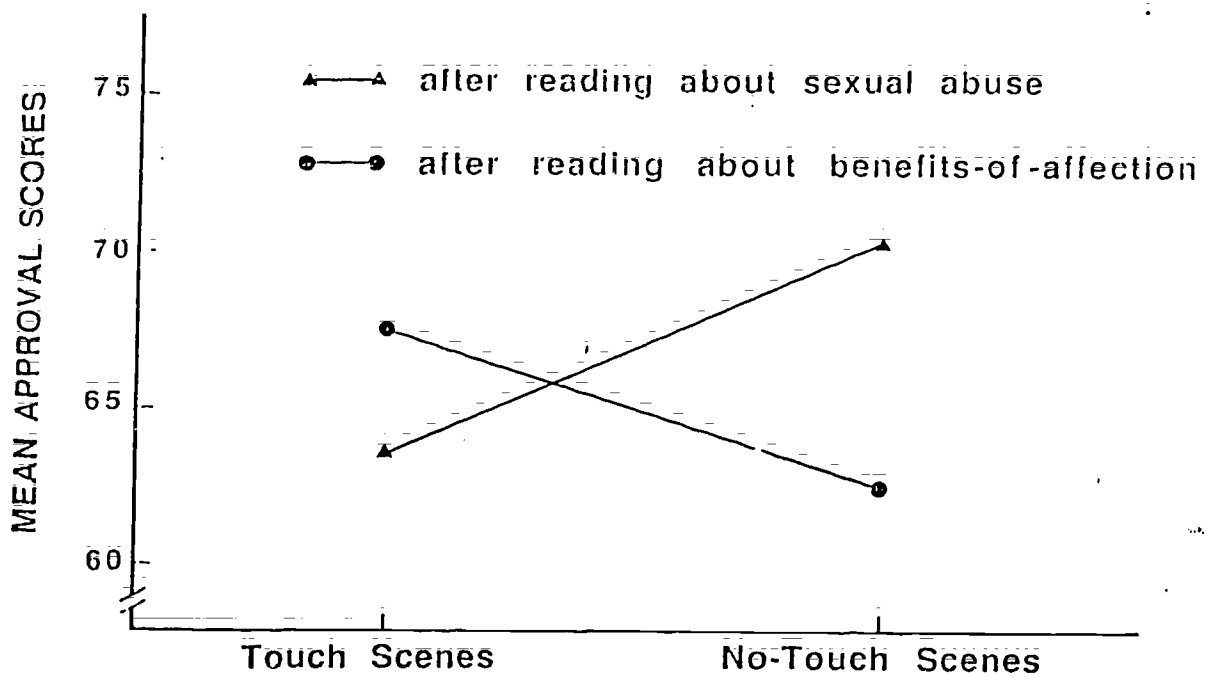 75
after reading about sexual abuse
after reading about benefits-of-affection
70
65
60
MEAN APPROVAL SCORES
Touch Scenes
No-Touch Scenes